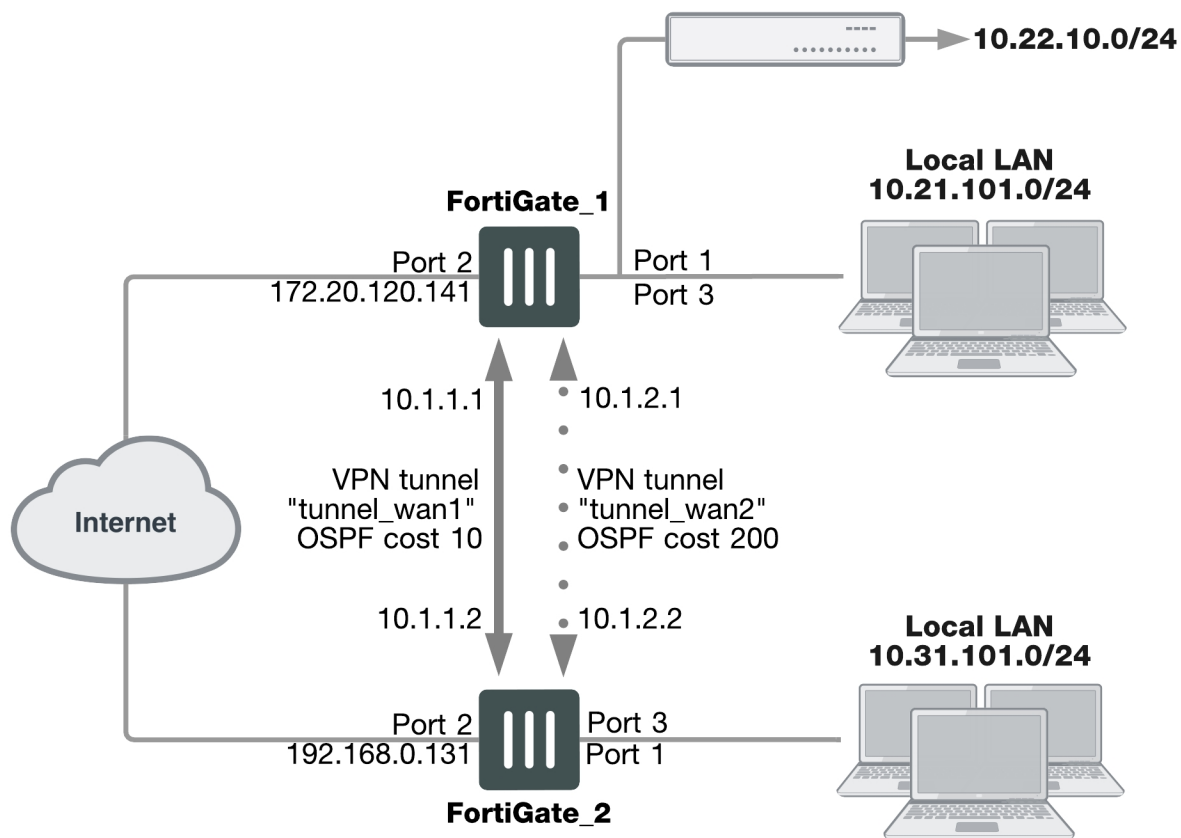 10.22.10.0/24
Local LAN
10.21.101.0/24
FortiGate_1
Port 2
172.20.120.141
Port 1
Port 3
10.1.1.1
10.1.2.1
VPN tunnel
"tunnel_wan1"
OSPF cost 10
VPN tunnel
"tunnel_wan2"
OSPF cost 200
Internet
10.1.1.2
10.1.2.2
Local LAN
10.31.101.0/24
Port 2
192.168.0.131
Port 3
Port 1
FortiGate_2